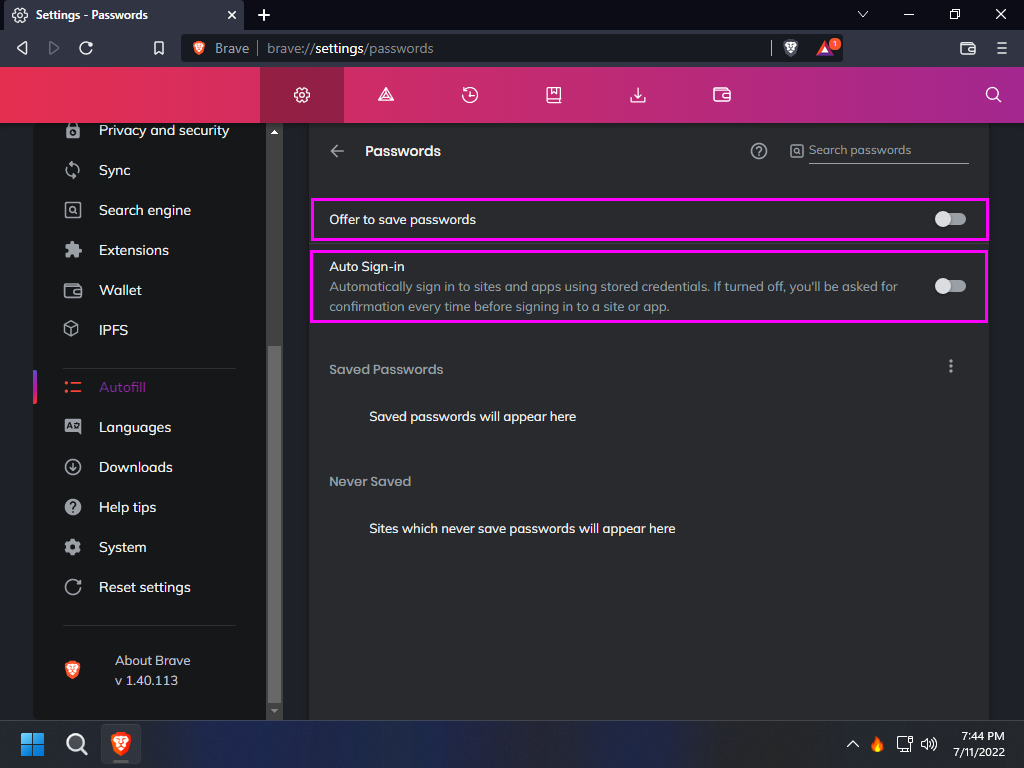 Settings - Passwords
Brave
brave://settings/passwords
1
Privacy and security
Sync
Search engine
Extensions
Wallet
IPFS
Autofill
Languages
Downloads
Help tips
System
Reset settings
About Brave
v 1.40.113
Passwords
Search passwords
Offer to save passwords
Auto Sign-in
Automatically sign in to sites and apps using stored credentials. If turned off, you'll be asked for
confirmation every time before signing in to a site or app.
Saved Passwords
Saved passwords will appear here
Never Saved
Sites which never save passwords will appear here
7:44 PM
7/11/2022